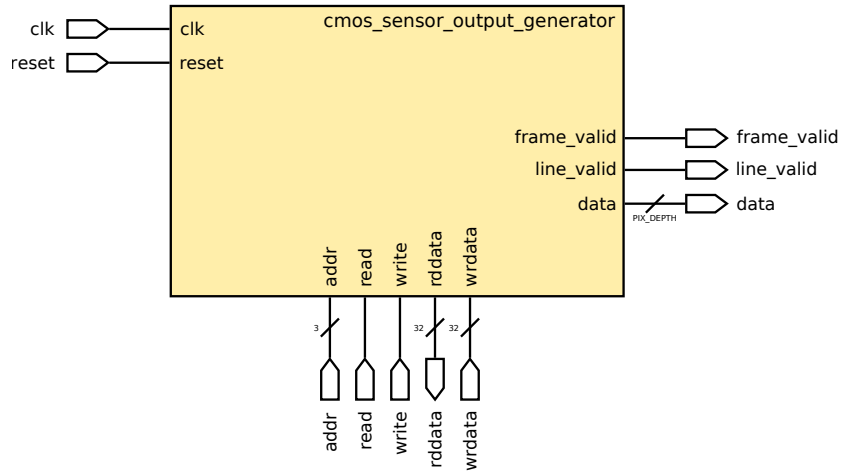 cmos_sensor_output_generator
clk clk
reset reset
frame_valid frame_valid
line_valid line_valid
data data
PIX_DEPTH
addr read write rddata wrdata
3 32 32
addr read write rddata wrdata